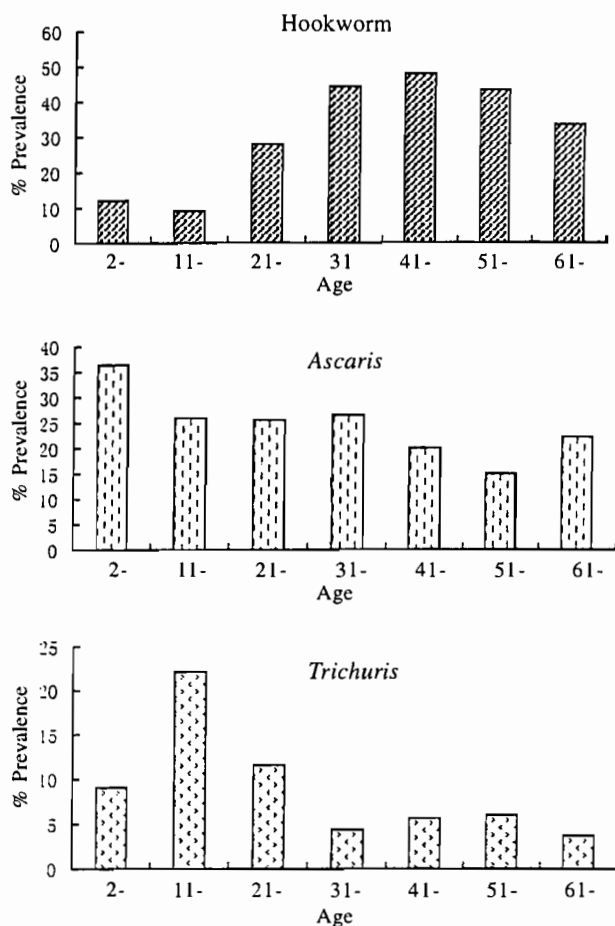 Hookworm
% Prevalence
60
50
40
30
20
10
0
2- 11- 21- 31 41- 51- 61-
Age
Ascaris
% Prevalence
40
35
30
25
20
15
10
5
0
2- 11- 21- 31- 41- 51- 61-
Age
Trichuris
% Prevalence
25
20
15
10
5
0
2- 11- 21- 31- 41- 51- 61-
Age